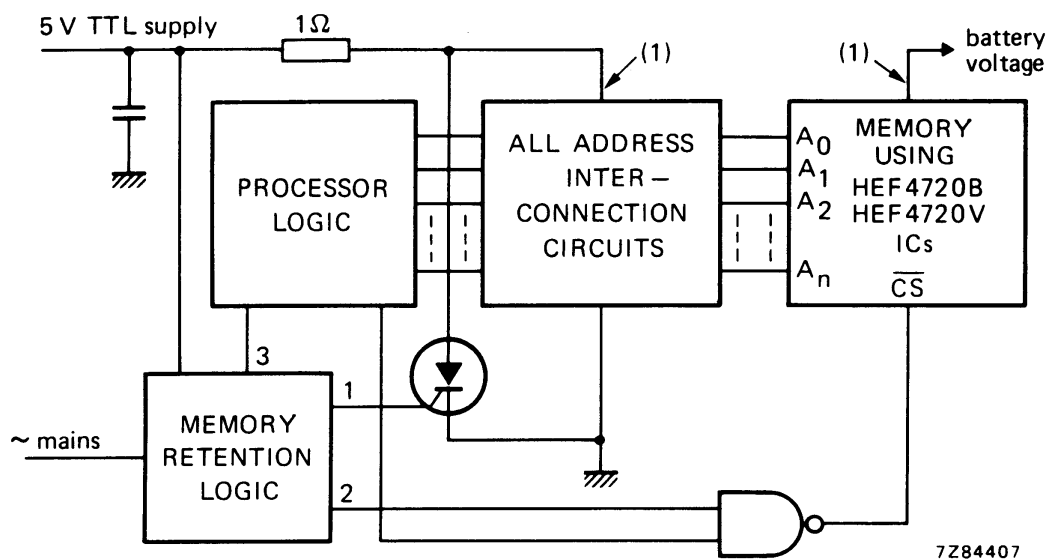 5 V TTL supply
1Ω
(1)
(1)
battery
voltage
PROCESSOR
LOGIC
ALL ADDRESS
INTER–
CONNECTION
CIRCUITS
A0
A1
A2
An
MEMORY
USING
HEF4720B
HEF4720V
ICs
C̅S̅
3
1
2
~ mains
MEMORY
RETENTION
LOGIC
7Z84407